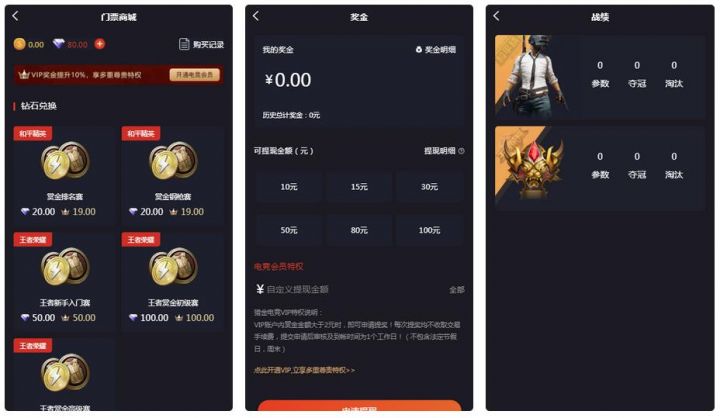 门票商城
0.00
80.00
购买记录
VIP奖金提升10%，享多重尊贵特权
开通电竞会员
钻石兑换
和平精英
和平精英
赏金排名赛
赏金钢枪赛
20.00 19.00
20.00 19.00
王者荣耀
王者荣耀
王者新手入门赛
王者赏金初级赛
50.00 50.00
100.00 100.00
王者荣耀
王者赏金高级赛
奖金
我的奖金
奖金明细
¥0.00
历史总计奖金：0元
可提现金额（元）
提现明细
10元
15元
30元
50元
80元
100元
电竞会员特权
¥自定义提现金额
全部
猎金电竞VIP特权说明：
VIP账户内赏金金额大于2元时，即可申请提奖！每次提奖均不收取交易
手续费，提交申请后审核及到帐时间为1个工作日！（不包含法定节假
日，周末）
点此开通VIP,立享多重尊贵特权>>
申请提现
战绩
0 0 0
参数 夺冠 淘汰
0 0 0
参数 夺冠 淘汰